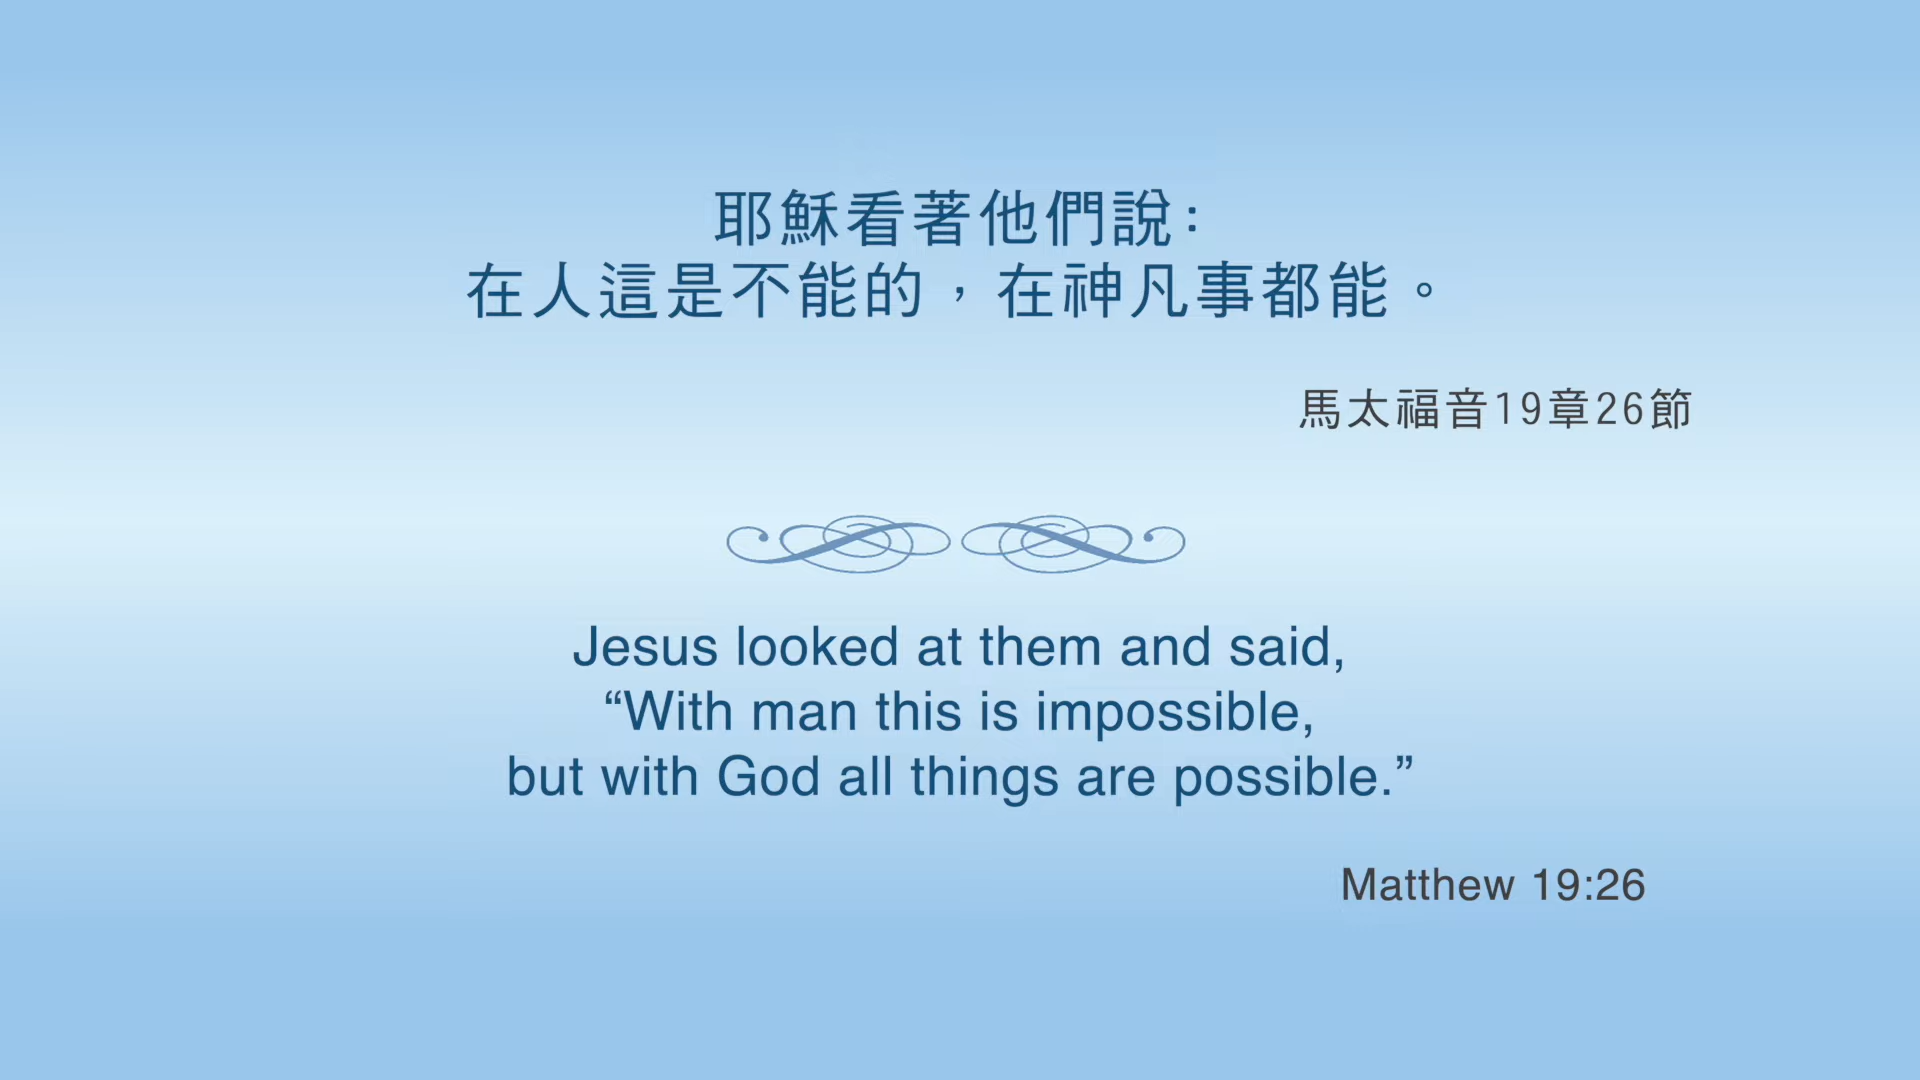 耶穌看著他們說：
在人這是不能的，在神凡事都能。
馬太福音19章26節
Jesus looked at them and said,
“With man this is impossible,
but with God all things are possible.”
Matthew 19:26